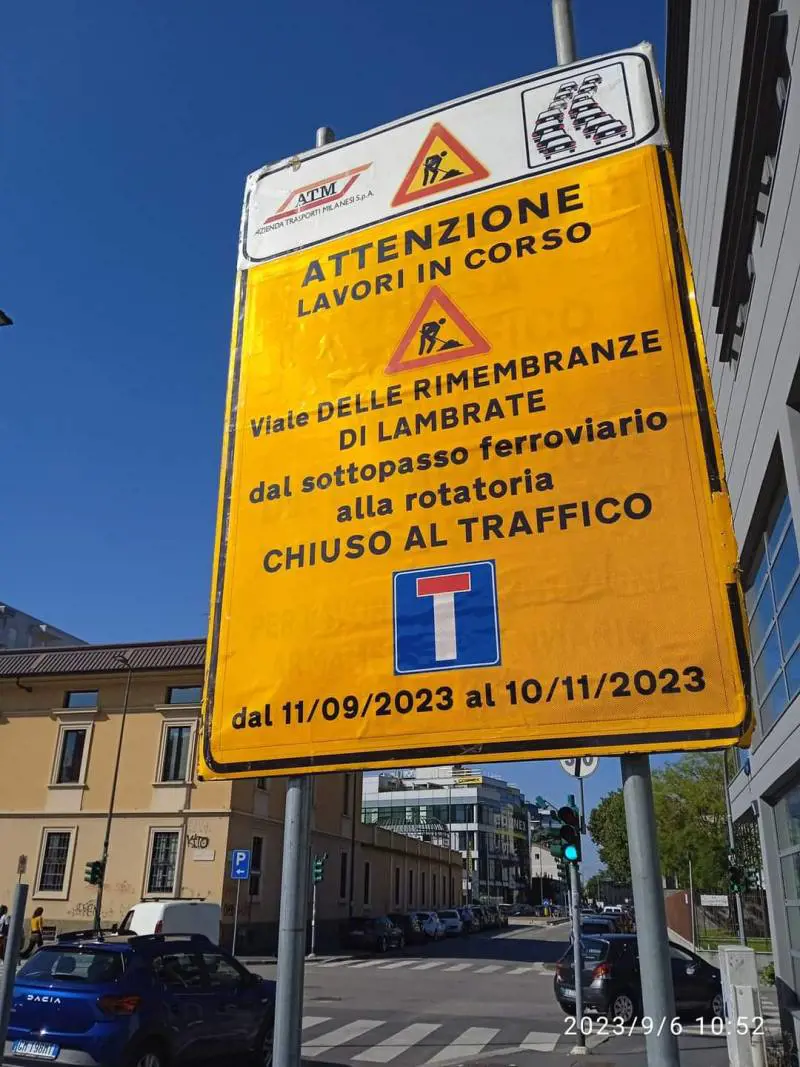 ATM
AZIENDA TRASPORTI MILANESI S.p.A.
ATTENZIONE
LAVORI IN CORSO
Viale DELLE RIMEMBRANZE
DI LAMBRATE
dal sottopasso ferroviario
alla rotatoria
CHIUSO AL TRAFFICO
dal 11/09/2023 al 10/11/2023
P
DACIA
2023/9/6 10:52